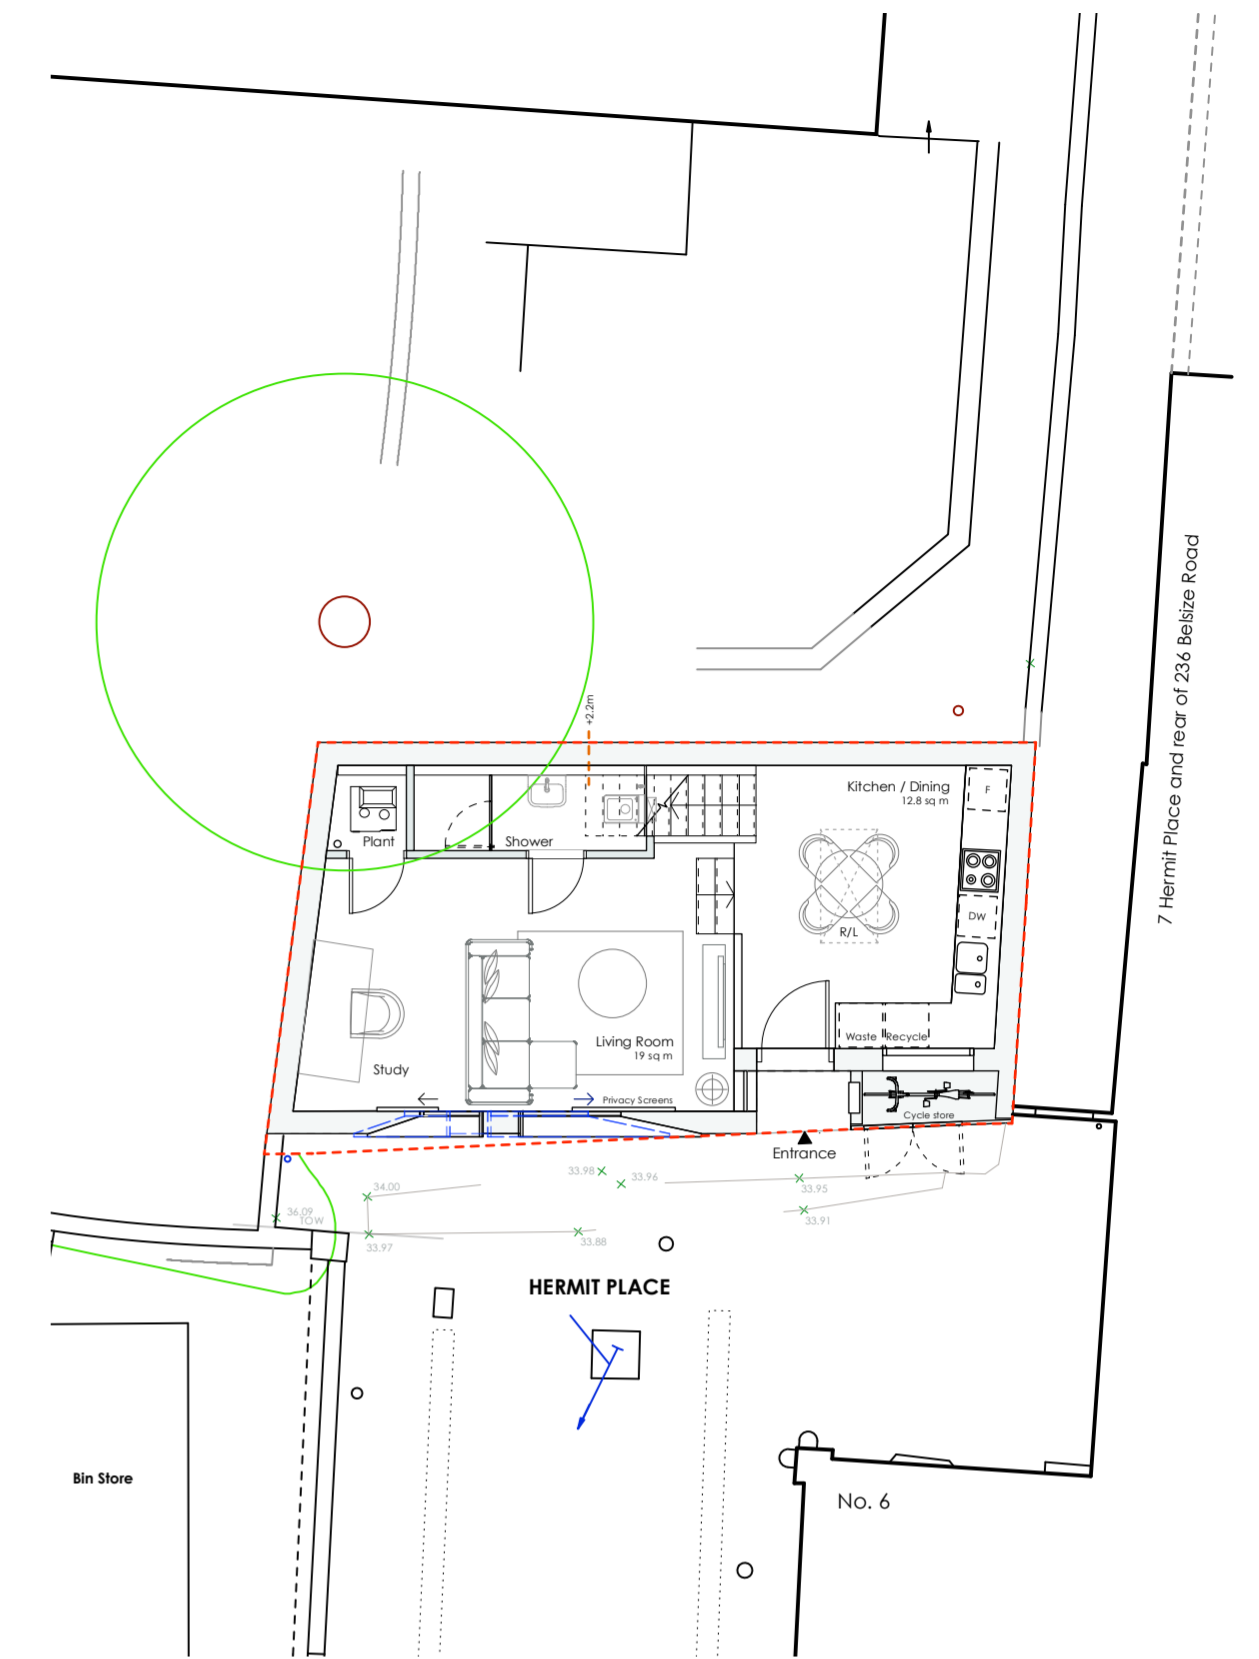 7 Hermit Place and rear of 236 Belsize Road
+2.2m
Kitchen / Dining
12.8 sq m
F
Plant
Shower
DW
R/L
Living Room
19 sq m
Waste
Recycle
Study
Privacy Screens
Cycle store
Entrance
33.98
33.96
34.00
33.95
36.09
TOW
33.91
33.97
33.88
HERMIT PLACE
Bin Store
No. 6